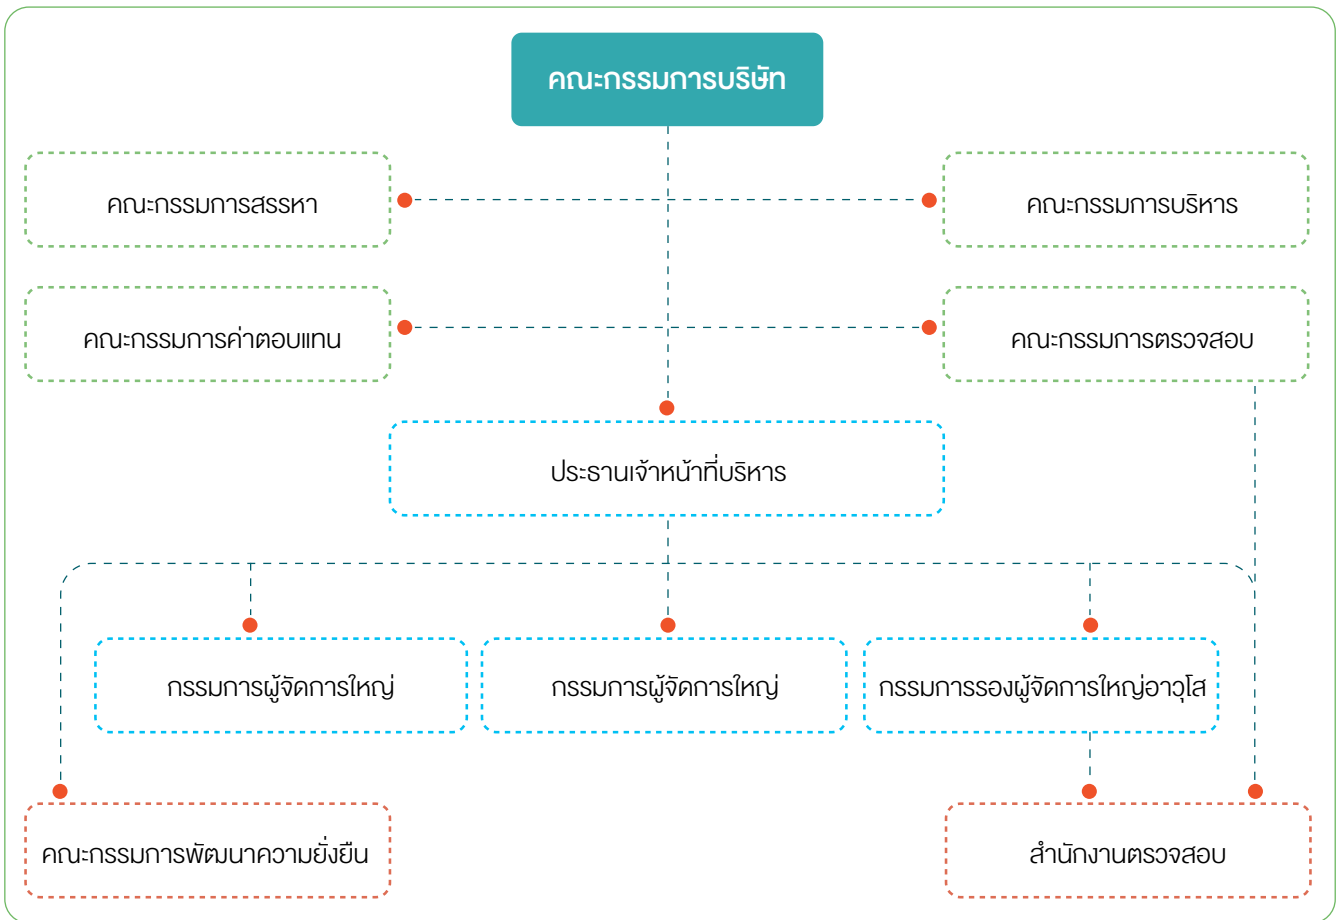 คณะกรรมการบริษัท
คณะกรรมการสรรหา
คณะกรรมการบริหาร
คณะกรรมการค่าตอบแทน
คณะกรรมการตรวจสอบ
ประธานเจ้าหน้าที่บริหาร
กรรมการผู้จัดการใหญ่
กรรมการผู้จัดการใหญ่
กรรมการรองผู้จัดการใหญ่อาวุโส
คณะกรรมการพัฒนาความยั่งยืน
สำนักงานตรวจสอบ